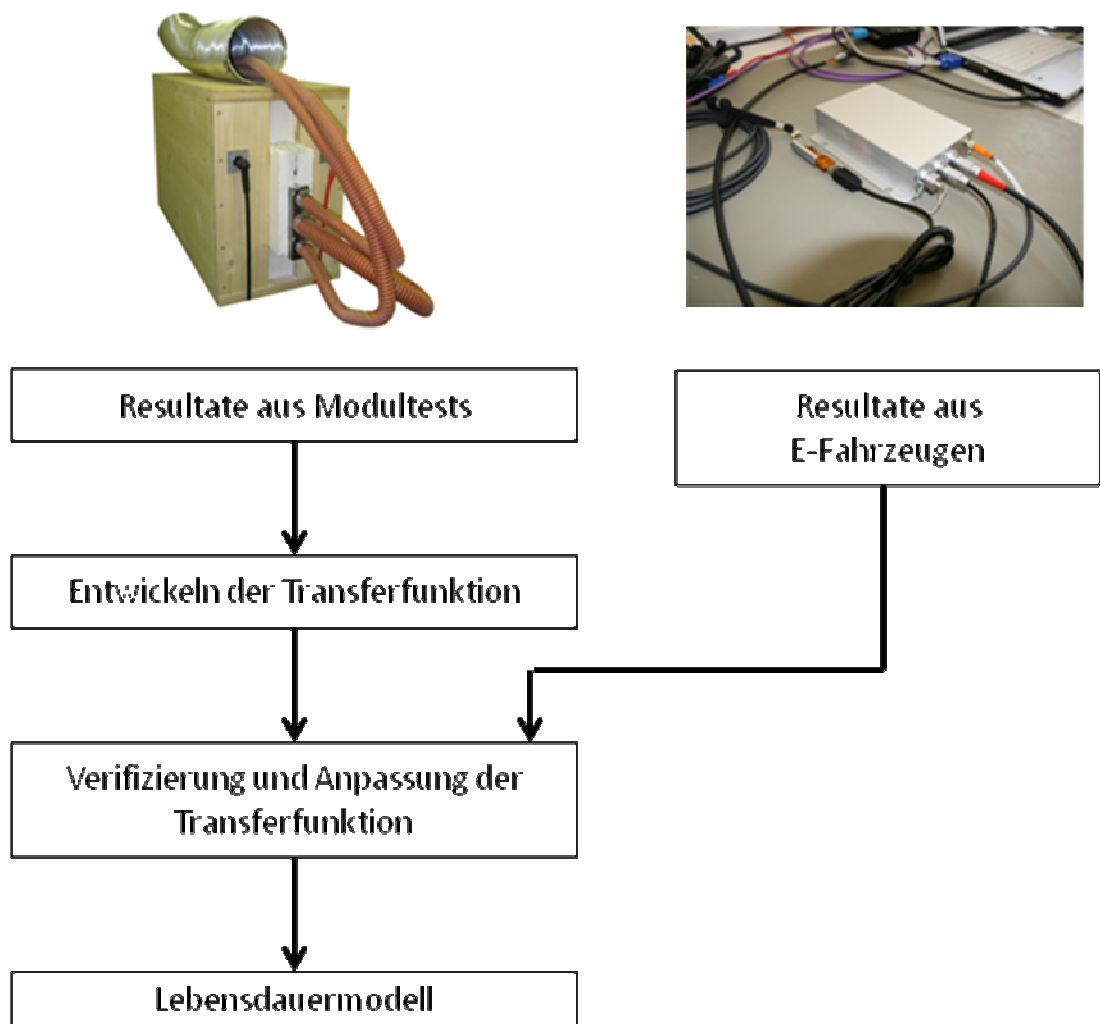 Resultate aus Modultests
Resultate aus
E-Fahrzeugen
Entwickeln der Transferfunktion
Verifizierung und Anpassung der
Transferfunktion
Lebensdauermodell